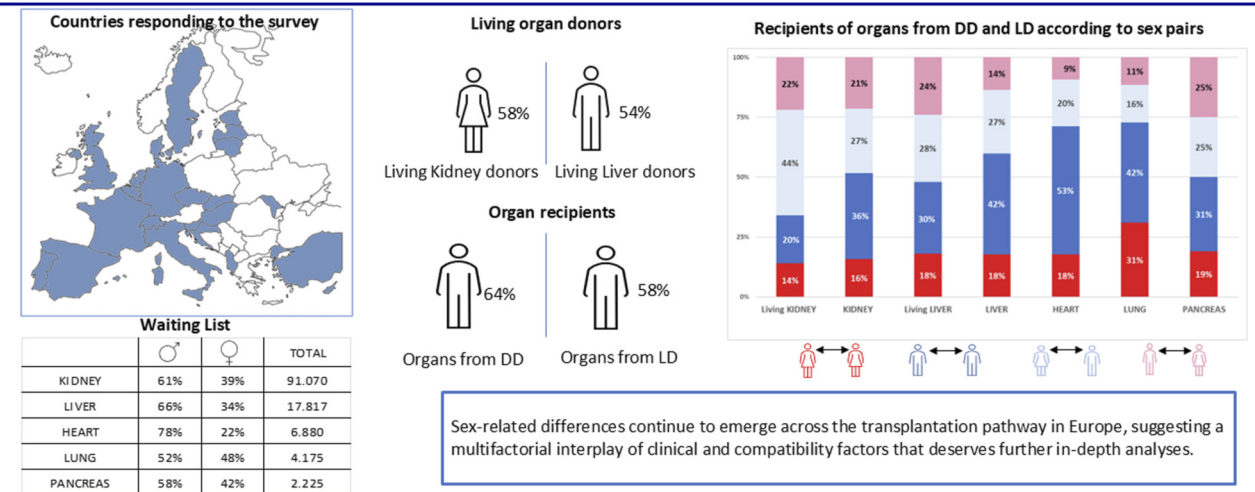 Countries responding to the survey
Waiting List
♂ ♀ TOTAL
KIDNEY 61% 39% 91.070
LIVER 66% 34% 17.817
HEART 78% 22% 6.880
LUNG 52% 48% 4.175
PANCREAS 58% 42% 2.225
Living organ donors
58% 54%
Living Kidney donors Living Liver donors
Organ recipients
64% 58%
Organs from DD Organs from LD
Recipients of organs from DD and LD according to sex pairs
100%
75%
50%
25%
0%
22% 21% 24% 14% 9% 11% 25%
44% 27% 28% 27% 20% 16% 25%
20% 36% 30% 42% 53% 42% 31%
14% 16% 18% 18% 18% 31% 19%
Living KIDNEY KIDNEY Living LIVER LIVER HEART LUNG PANCREAS
Sex-related differences continue to emerge across the transplantation pathway in Europe, suggesting a
multifactorial interplay of clinical and compatibility factors that deserves further in-depth analyses.